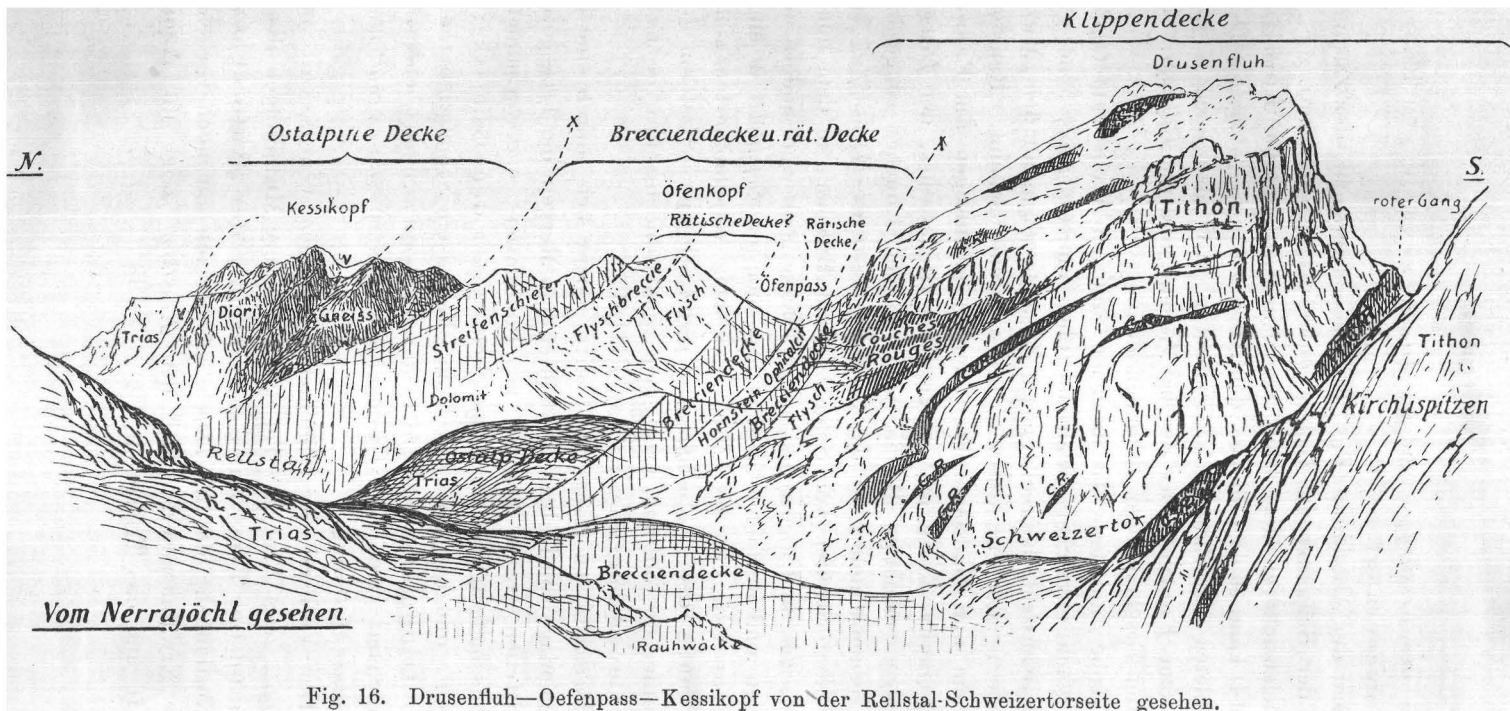 Klippendecke
Drusenfluh
Ostalpine Decke
Brecciendecke u. rät. Decke
x
x
N.
S.
Öfenkopf
Kessikopf
Rätische Decke?
Rätische
Decke
roter Gang
Tithon
Öfenpass
V
V
Trias
Diorit
Gneiss
Streifenschiefer
Flyschbreccie
Flysch
Couches
Rouges
C.R.
C.R.
Tithon
Dolomit
Brecciendecke
Hornstein Ophicalcit
Brecciendecke
Flysch
Kirchlispitzen
Rellstal
Ostalp. Decke
Trias
C.R.
C.R.
C.R.
Schweizertor
Trias
Brecciendecke
Vom Nerrajöchl gesehen
Rauhwacke
Fig. 16. Drusenfluh—Oefenpass—Kessikopf von der Rellstal-Schweizertorseite gesehen.